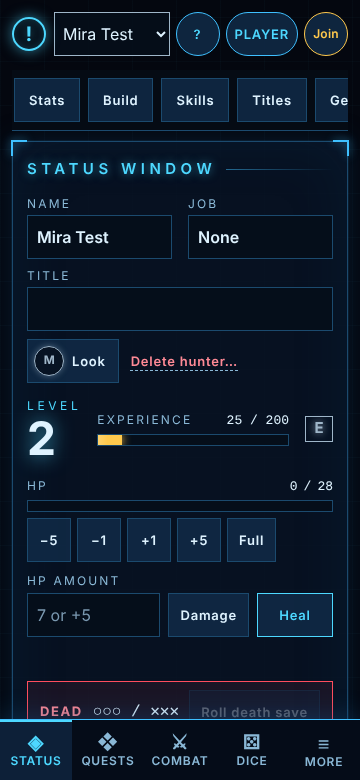 ! Mira Test ? PLAYER Join
Stats Build Skills Titles Ge
STATUS WINDOW
NAME JOB
Mira Test None
TITLE
M Look Delete hunter...
LEVEL
2 EXPERIENCE 25 / 200 E
HP 0 / 28
−5 −1 +1 +5 Full
HP AMOUNT
7 or +5 Damage Heal
DEAD ○○○ / ××× Roll death save
STATUS QUESTS COMBAT DICE MORE